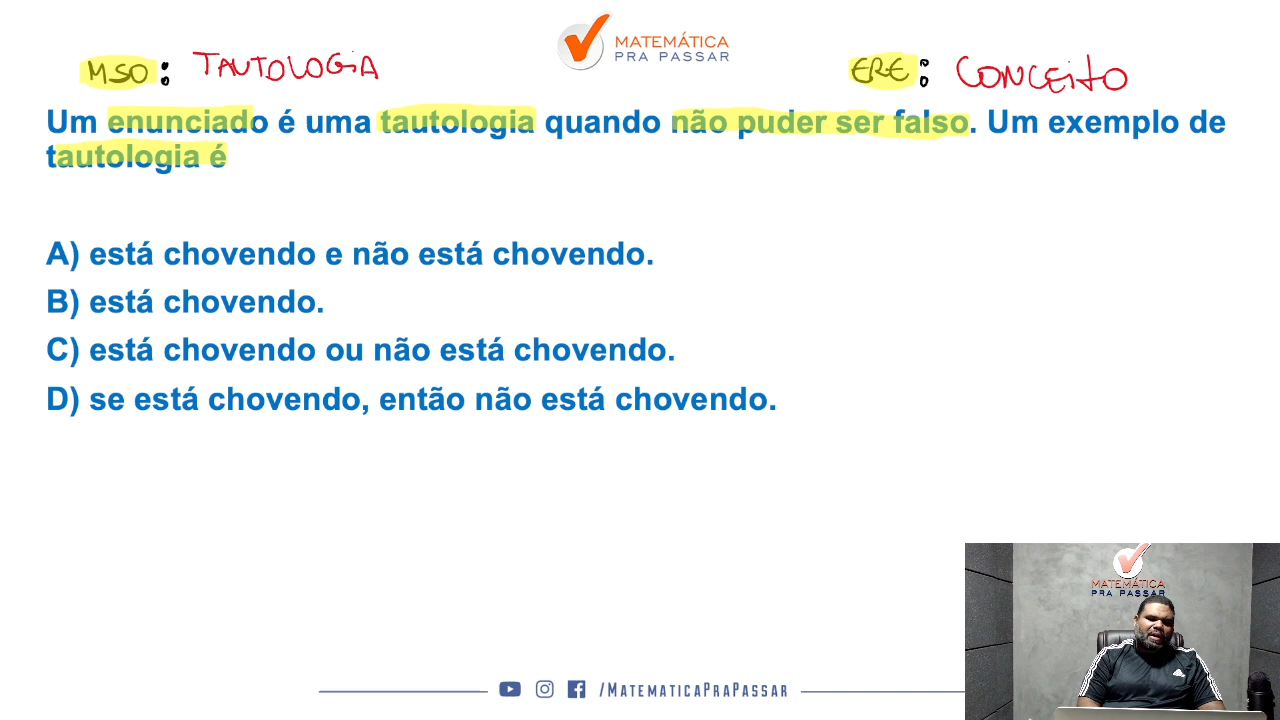 MATEMÁTICA
PRA PASSAR
MSO: TAUTOLOGIA
ERE: CONCEITO
Um enunciado é uma tautologia quando não puder ser falso. Um exemplo de
tautologia é
A) está chovendo e não está chovendo.
B) está chovendo.
C) está chovendo ou não está chovendo.
D) se está chovendo, então não está chovendo.
MATEMÁTICA
PRA PASSAR
/MATEMATICAPRAPASSAR